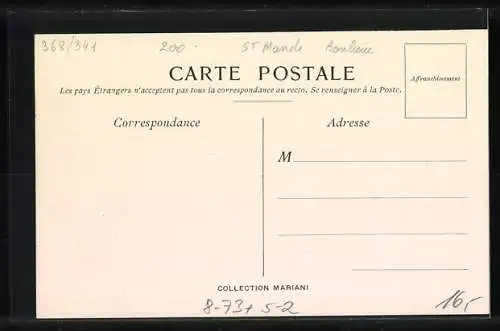 368/341 200. ST Mande Banlieue
CARTE POSTALE
Les pays Étrangers n'acceptent pas tous la correspondance au recto. Se renseigner à la Poste.
Affranchissement
Correspondance
Adresse
M
COLLECTION MARIANI
8-73+ 5-2
16,-